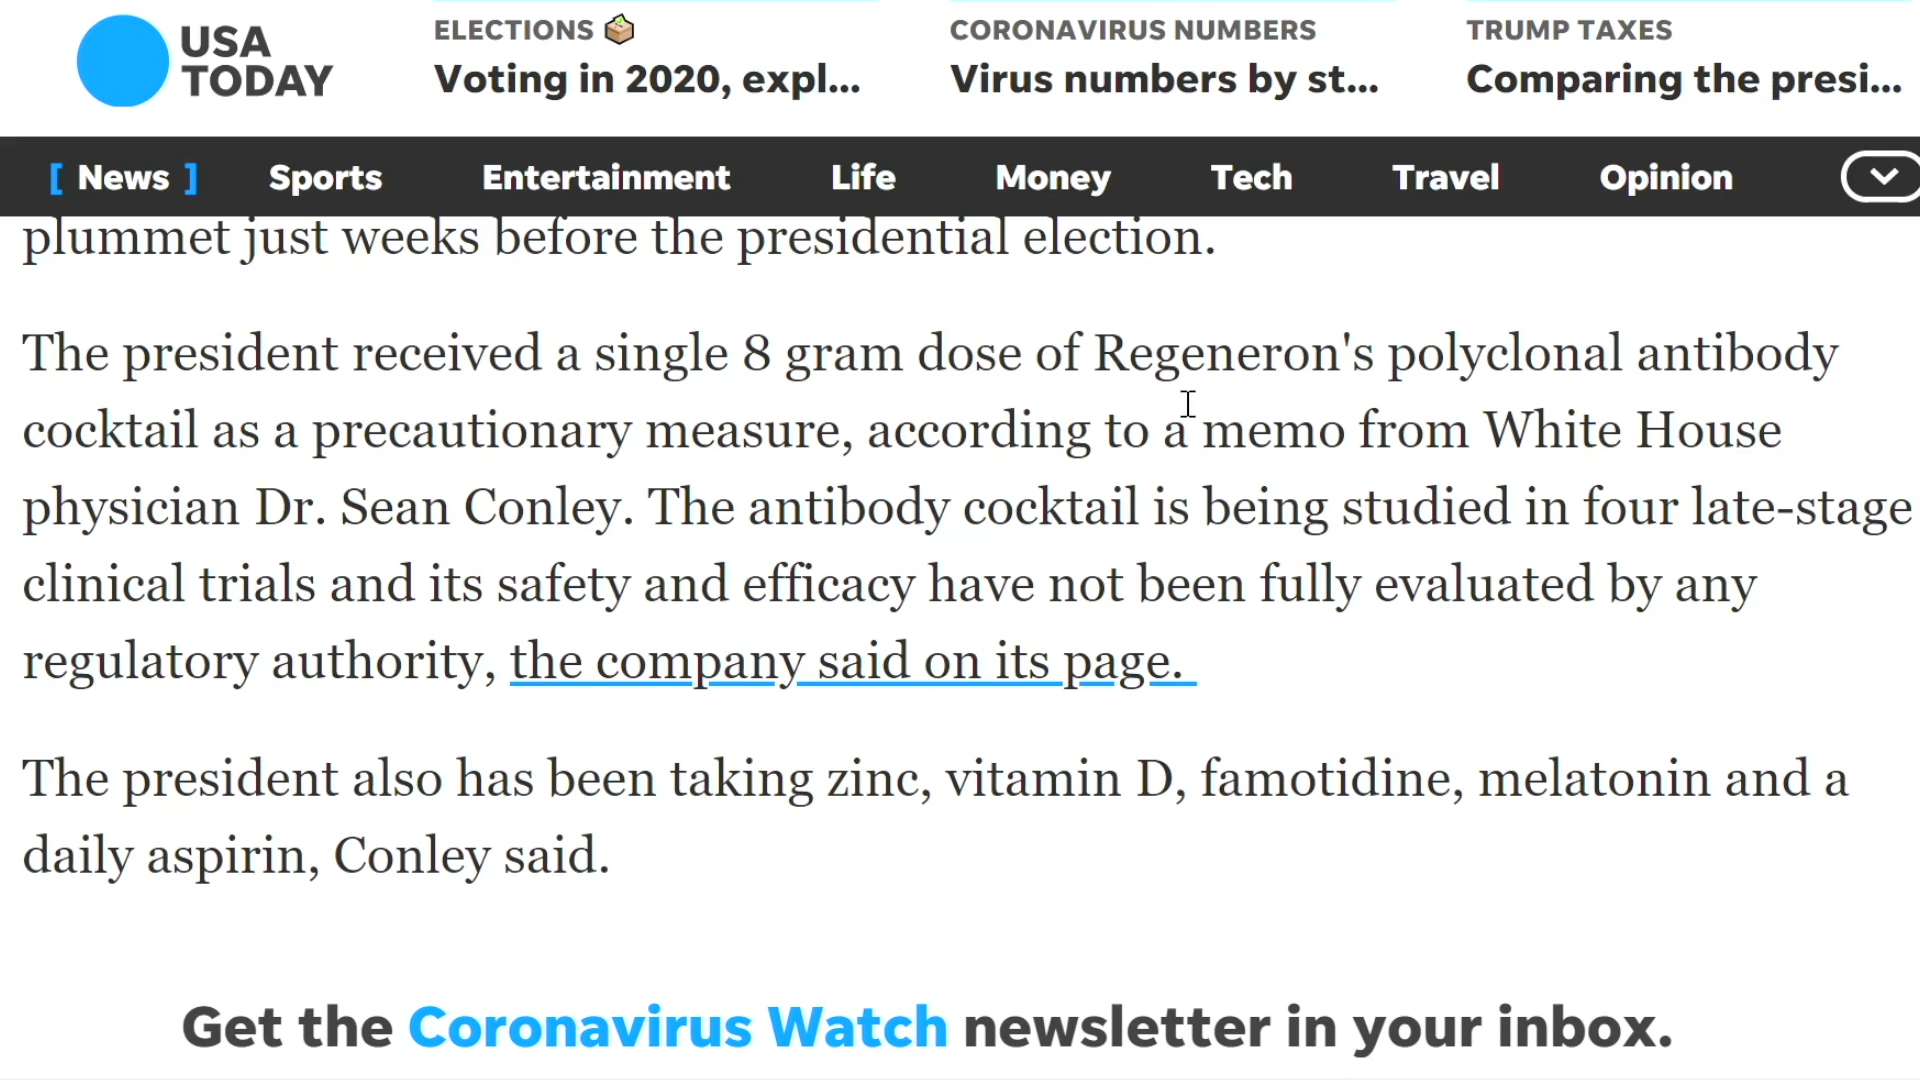 USA
TODAY
ELECTIONS
Voting in 2020, expl...
CORONAVIRUS NUMBERS
Virus numbers by st...
TRUMP TAXES
Comparing the presi...
[ News ] Sports Entertainment Life Money Tech Travel Opinion
plummet just weeks before the presidential election.
The president received a single 8 gram dose of Regeneron's polyclonal antibody
cocktail as a precautionary measure, according to a memo from White House
physician Dr. Sean Conley. The antibody cocktail is being studied in four late-stage
clinical trials and its safety and efficacy have not been fully evaluated by any
regulatory authority, the company said on its page.
The president also has been taking zinc, vitamin D, famotidine, melatonin and a
daily aspirin, Conley said.
Get the Coronavirus Watch newsletter in your inbox.